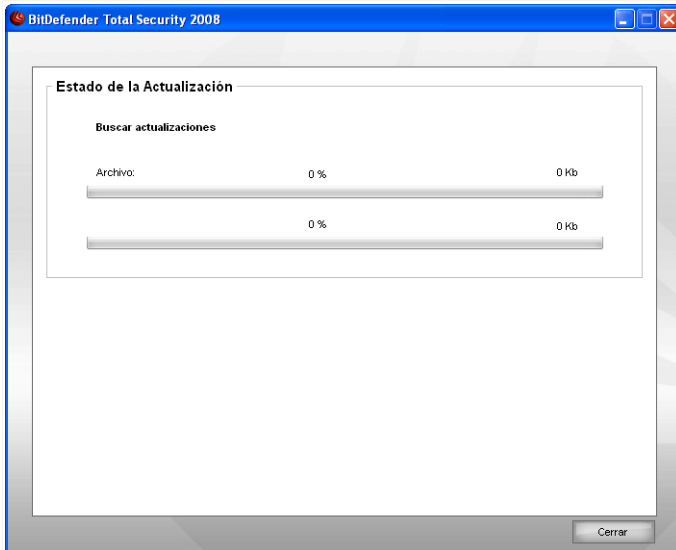 BitDefender Total Security 2008
Estado de la Actualización
Buscar actualizaciones
Archivo: 0 % 0 Kb
0 % 0 Kb
Cerrar